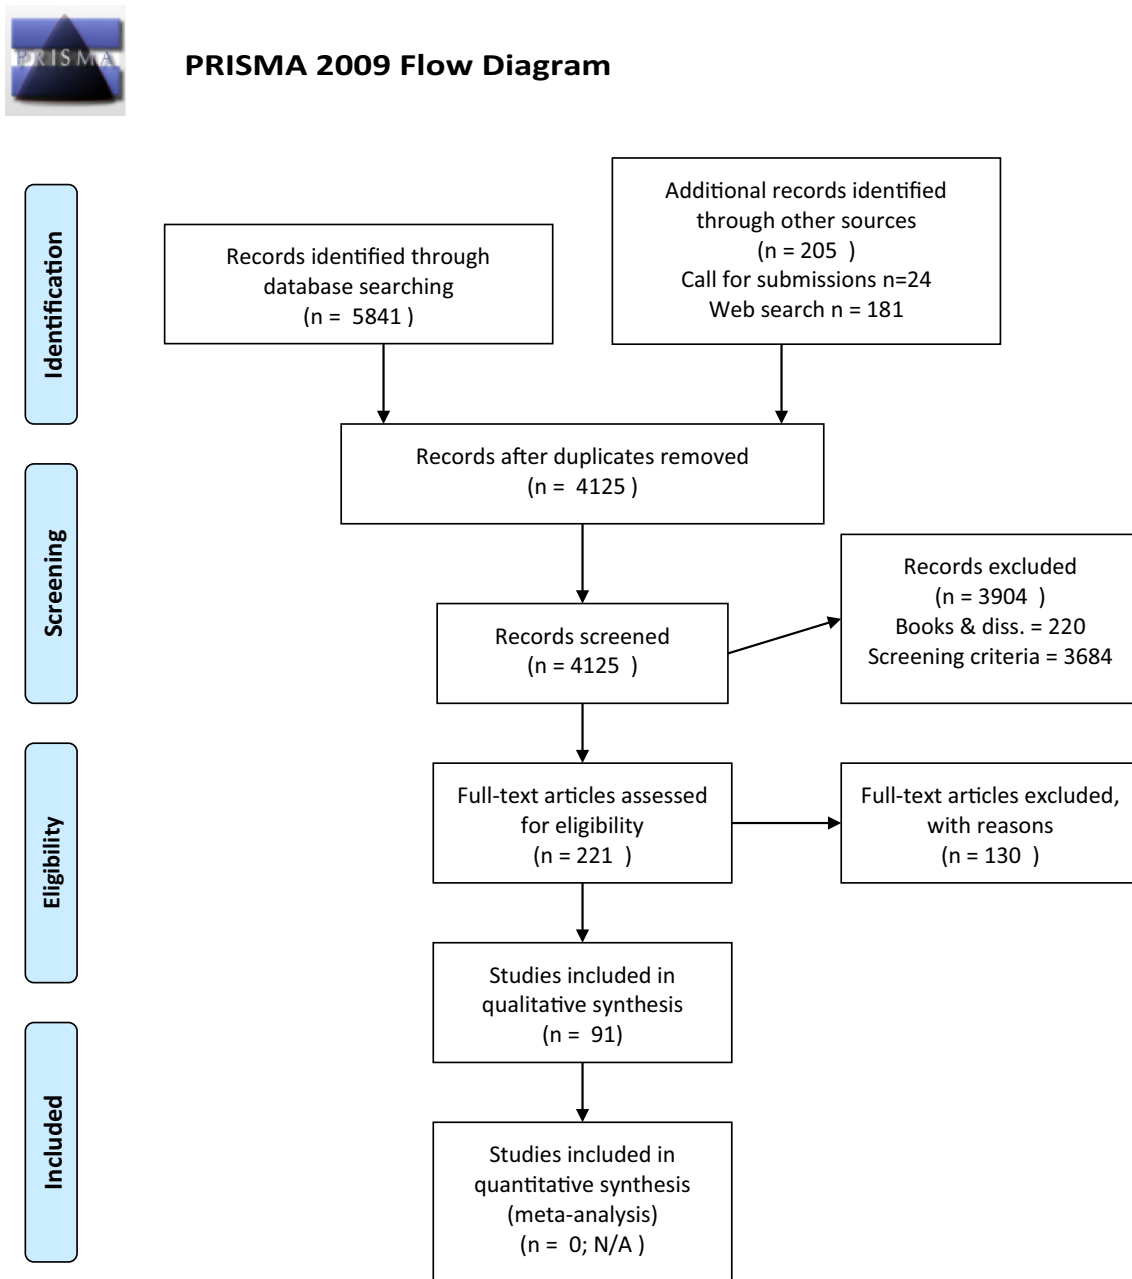 PRISMA
PRISMA 2009 Flow Diagram
Identification
Records identified through
database searching
(n = 5841 )
Additional records identified
through other sources
(n = 205 )
Call for submissions n=24
Web search n = 181
Records after duplicates removed
(n = 4125 )
Screening
Records screened
(n = 4125 )
Records excluded
(n = 3904 )
Books & diss. = 220
Screening criteria = 3684
Eligibility
Full-text articles assessed
for eligibility
(n = 221 )
Full-text articles excluded,
with reasons
(n = 130 )
Studies included in
qualitative synthesis
(n = 91)
Included
Studies included in
quantitative synthesis
(meta-analysis)
(n = 0; N/A )